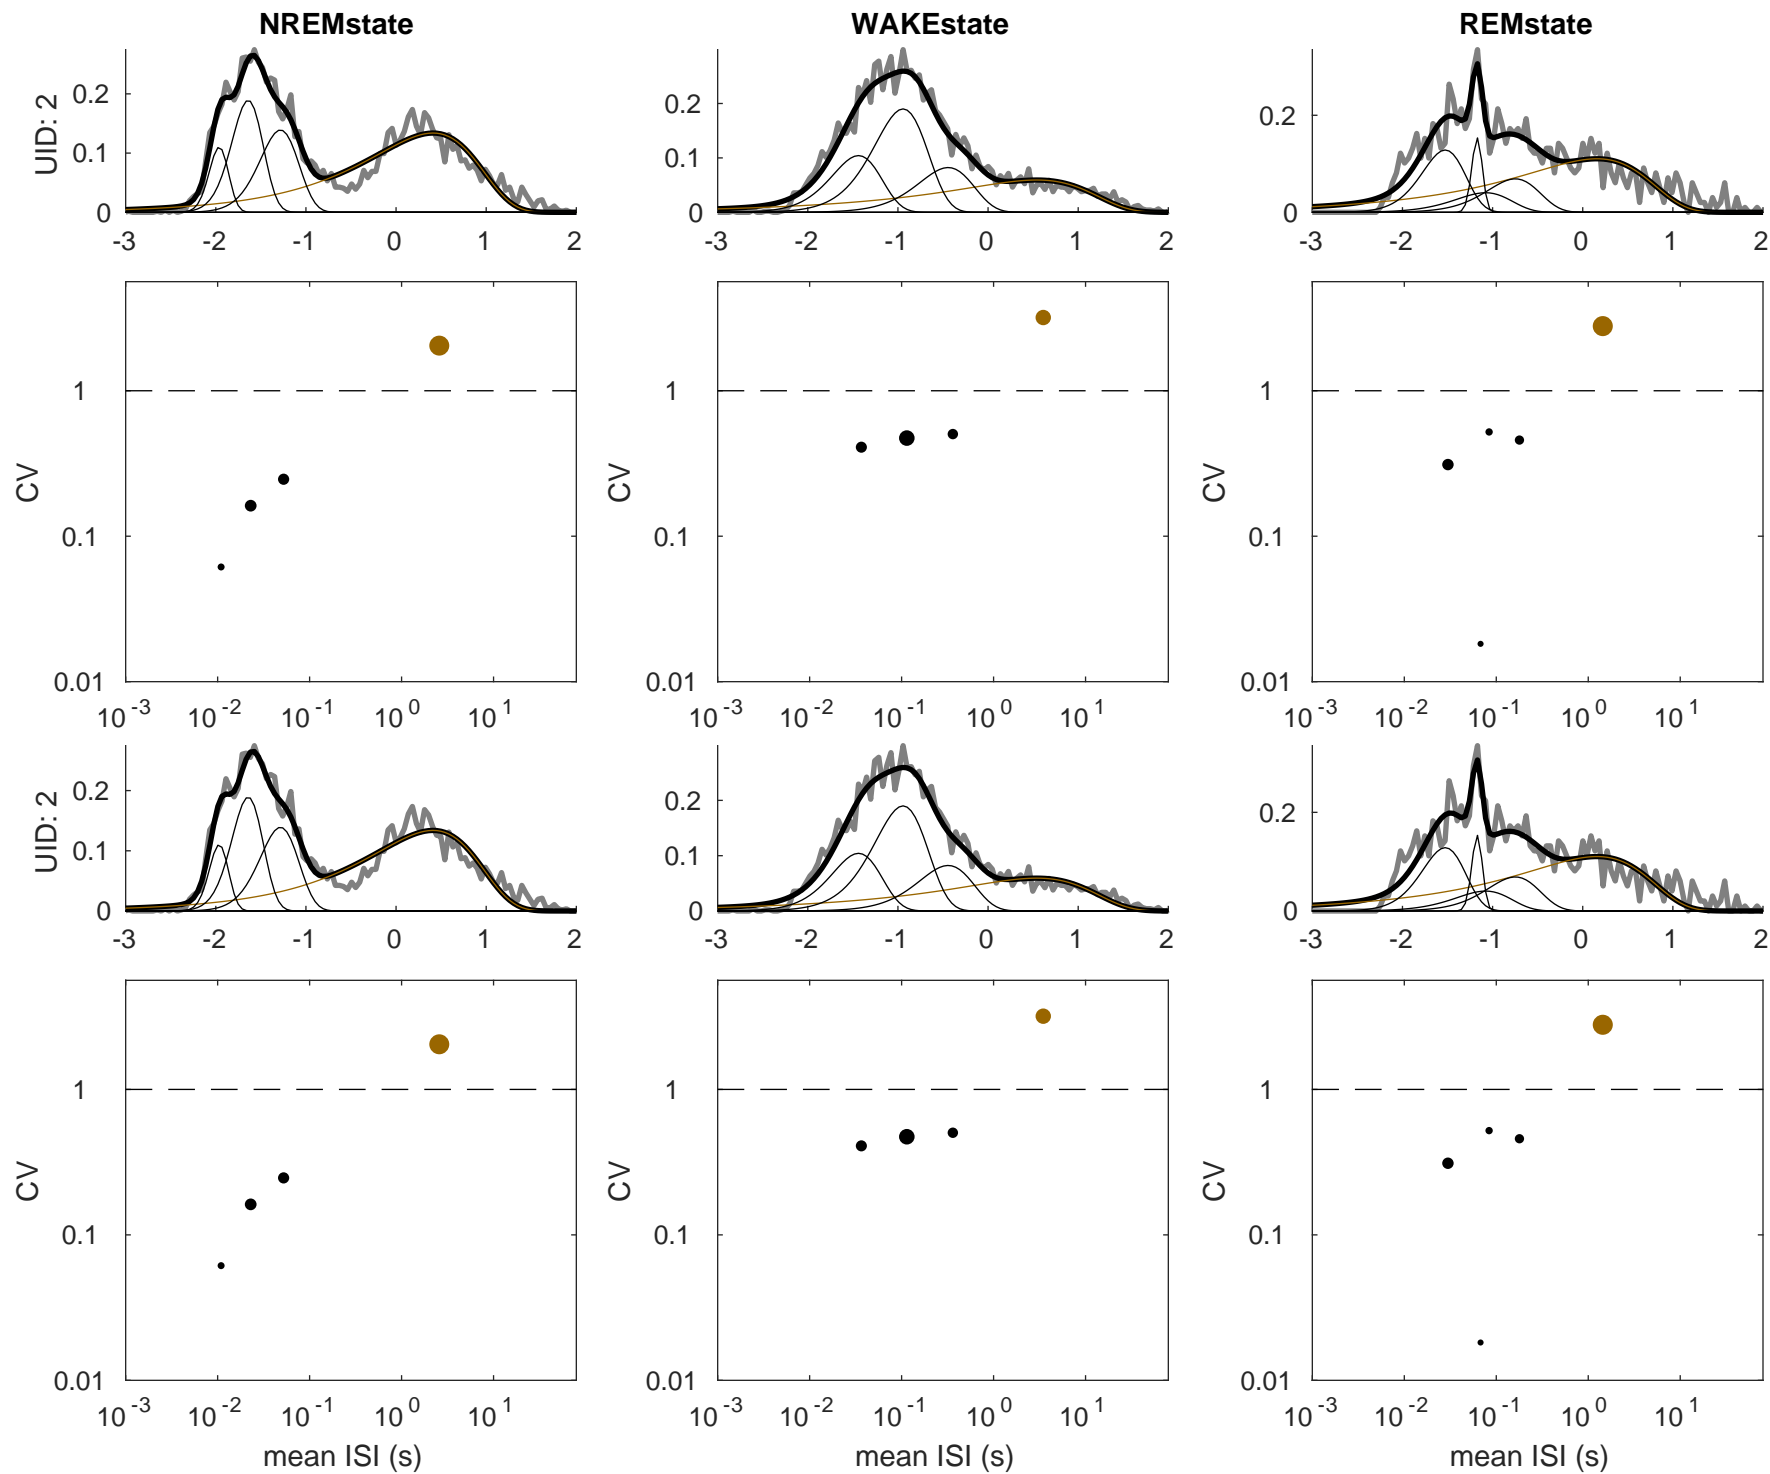 NREMstate WAKEstate REMstate
UID: 2
0.2 0.1 0
0.2 0.1 0
0.2 0
-3 -2 -1 0 1 2
-3 -2 -1 0 1 2
-3 -2 -1 0 1 2
CV
1 0.1 0.01
CV
1 0.1 0.01
CV
1 0.1 0.01
10^-3 10^-2 10^-1 10^0 10^1
10^-3 10^-2 10^-1 10^0 10^1
10^-3 10^-2 10^-1 10^0 10^1
UID: 2
0.2 0.1 0
0.2 0.1 0
0.2 0
-3 -2 -1 0 1 2
-3 -2 -1 0 1 2
-3 -2 -1 0 1 2
CV
1 0.1 0.01
CV
1 0.1 0.01
CV
1 0.1 0.01
10^-3 10^-2 10^-1 10^0 10^1
10^-3 10^-2 10^-1 10^0 10^1
10^-3 10^-2 10^-1 10^0 10^1
mean ISI (s) mean ISI (s) mean ISI (s)